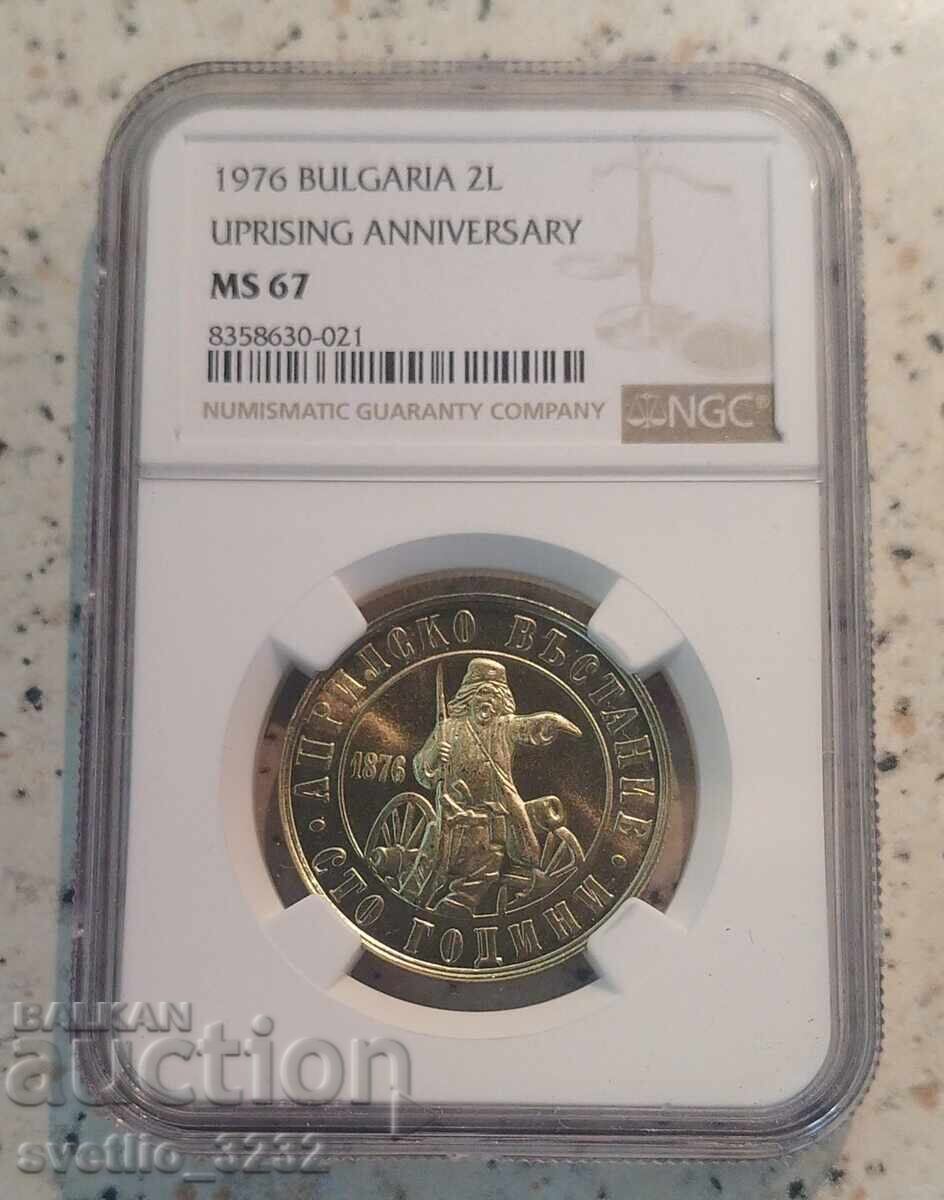 1976 BULGARIA 2L
UPRISING ANNIVERSARY
MS 67
8358630-021
NUMISMATIC GUARANTY COMPANY
NGC®
· АПРИЛСКО ВЪСТАНИЕ ·
1876
СТО ГОДИНИ
BALKAN
auction
svetlio_3232